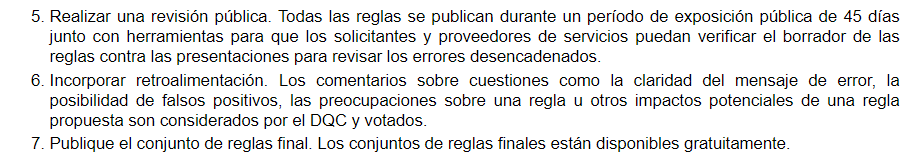 5. Realizar una revisión pública. Todas las reglas se publican durante un período de exposición pública de 45 días
junto con herramientas para que los solicitantes y proveedores de servicios puedan verificar el borrador de las
reglas contra las presentaciones para revisar los errores desencadenados.
6. Incorporar retroalimentación. Los comentarios sobre cuestiones como la claridad del mensaje de error, la
posibilidad de falsos positivos, las preocupaciones sobre una regla u otros impactos potenciales de una regla
propuesta son considerados por el DQC y votados.
7. Publique el conjunto de reglas final. Los conjuntos de reglas finales están disponibles gratuitamente.